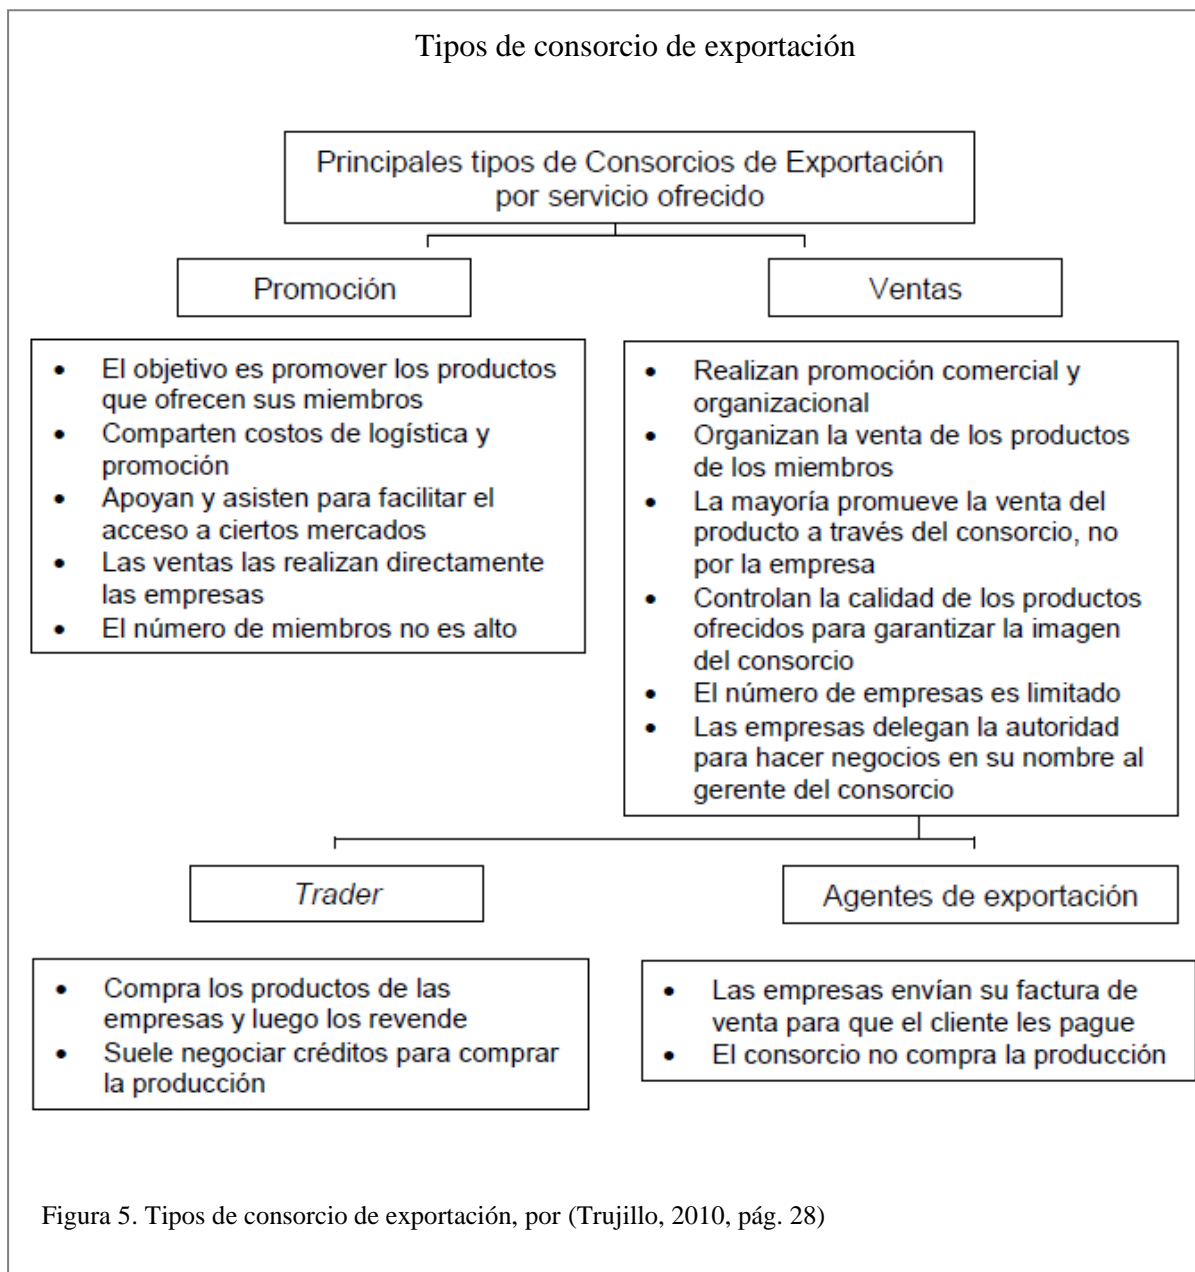 Tipos de consorcio de exportación
Principales tipos de Consorcios de Exportación
por servicio ofrecido
Promoción
Ventas
• El objetivo es promover los productos
que ofrecen sus miembros
• Comparten costos de logística y
promoción
• Apoyan y asisten para facilitar el
acceso a ciertos mercados
• Las ventas las realizan directamente
las empresas
• El número de miembros no es alto
• Realizan promoción comercial y
organizacional
• Organizan la venta de los productos
de los miembros
• La mayoría promueve la venta del
producto a través del consorcio, no
por la empresa
• Controlan la calidad de los productos
ofrecidos para garantizar la imagen
del consorcio
• El número de empresas es limitado
• Las empresas delegan la autoridad
para hacer negocios en su nombre al
gerente del consorcio
Trader
Agentes de exportación
• Compra los productos de las
empresas y luego los revende
• Suele negociar créditos para comprar
la producción
• Las empresas envían su factura de
venta para que el cliente les pague
• El consorcio no compra la producción
Figura 5. Tipos de consorcio de exportación, por (Trujillo, 2010, pág. 28)